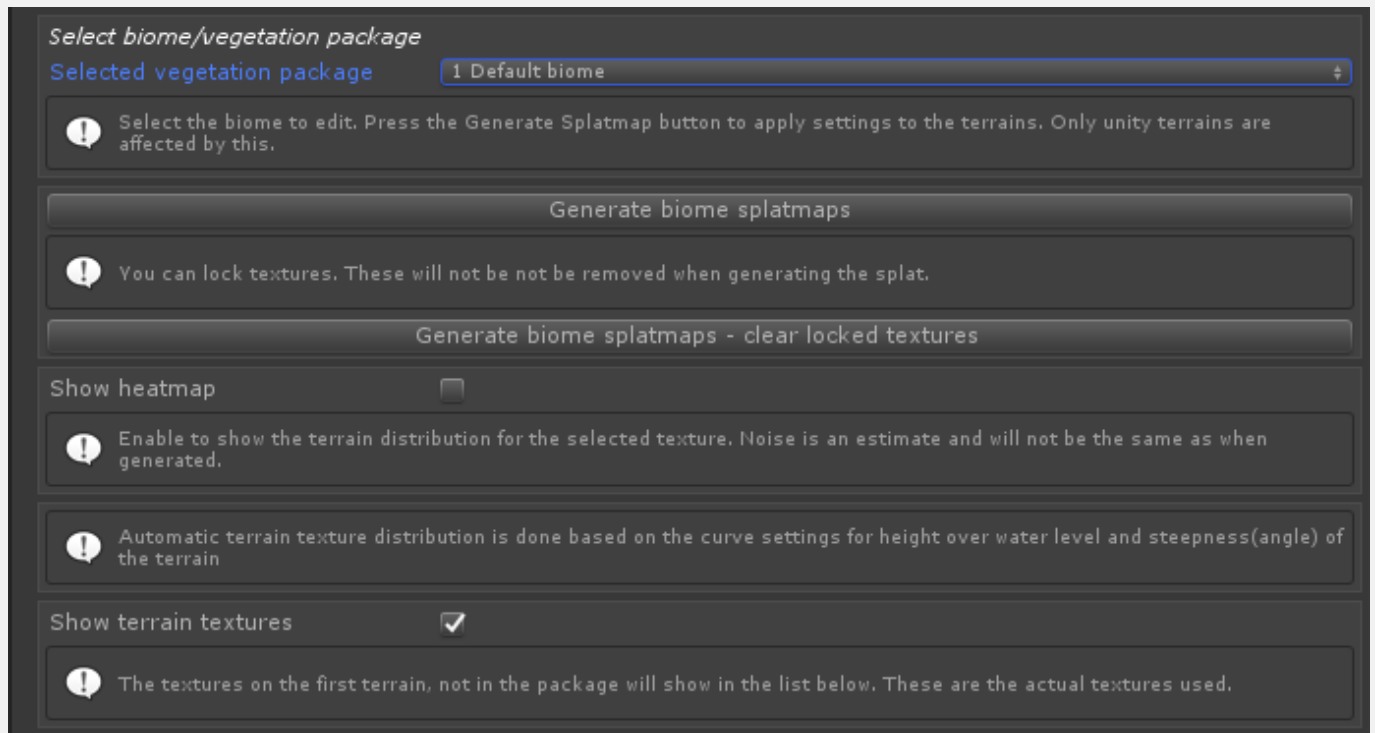 Select biome/vegetation package
Selected vegetation package 1 Default biome
Select the biome to edit. Press the Generate Splatmap button to apply settings to the terrains. Only unity terrains are
affected by this.
Generate biome splatmaps
You can lock textures. These will not be not be removed when generating the splat.
Generate biome splatmaps - clear locked textures
Show heatmap
Enable to show the terrain distribution for the selected texture. Noise is an estimate and will not be the same as when
generated.
Automatic terrain texture distribution is done based on the curve settings for height over water level and steepness(angle) of
the terrain
Show terrain textures
The textures on the first terrain, not in the package will show in the list below. These are the actual textures used.